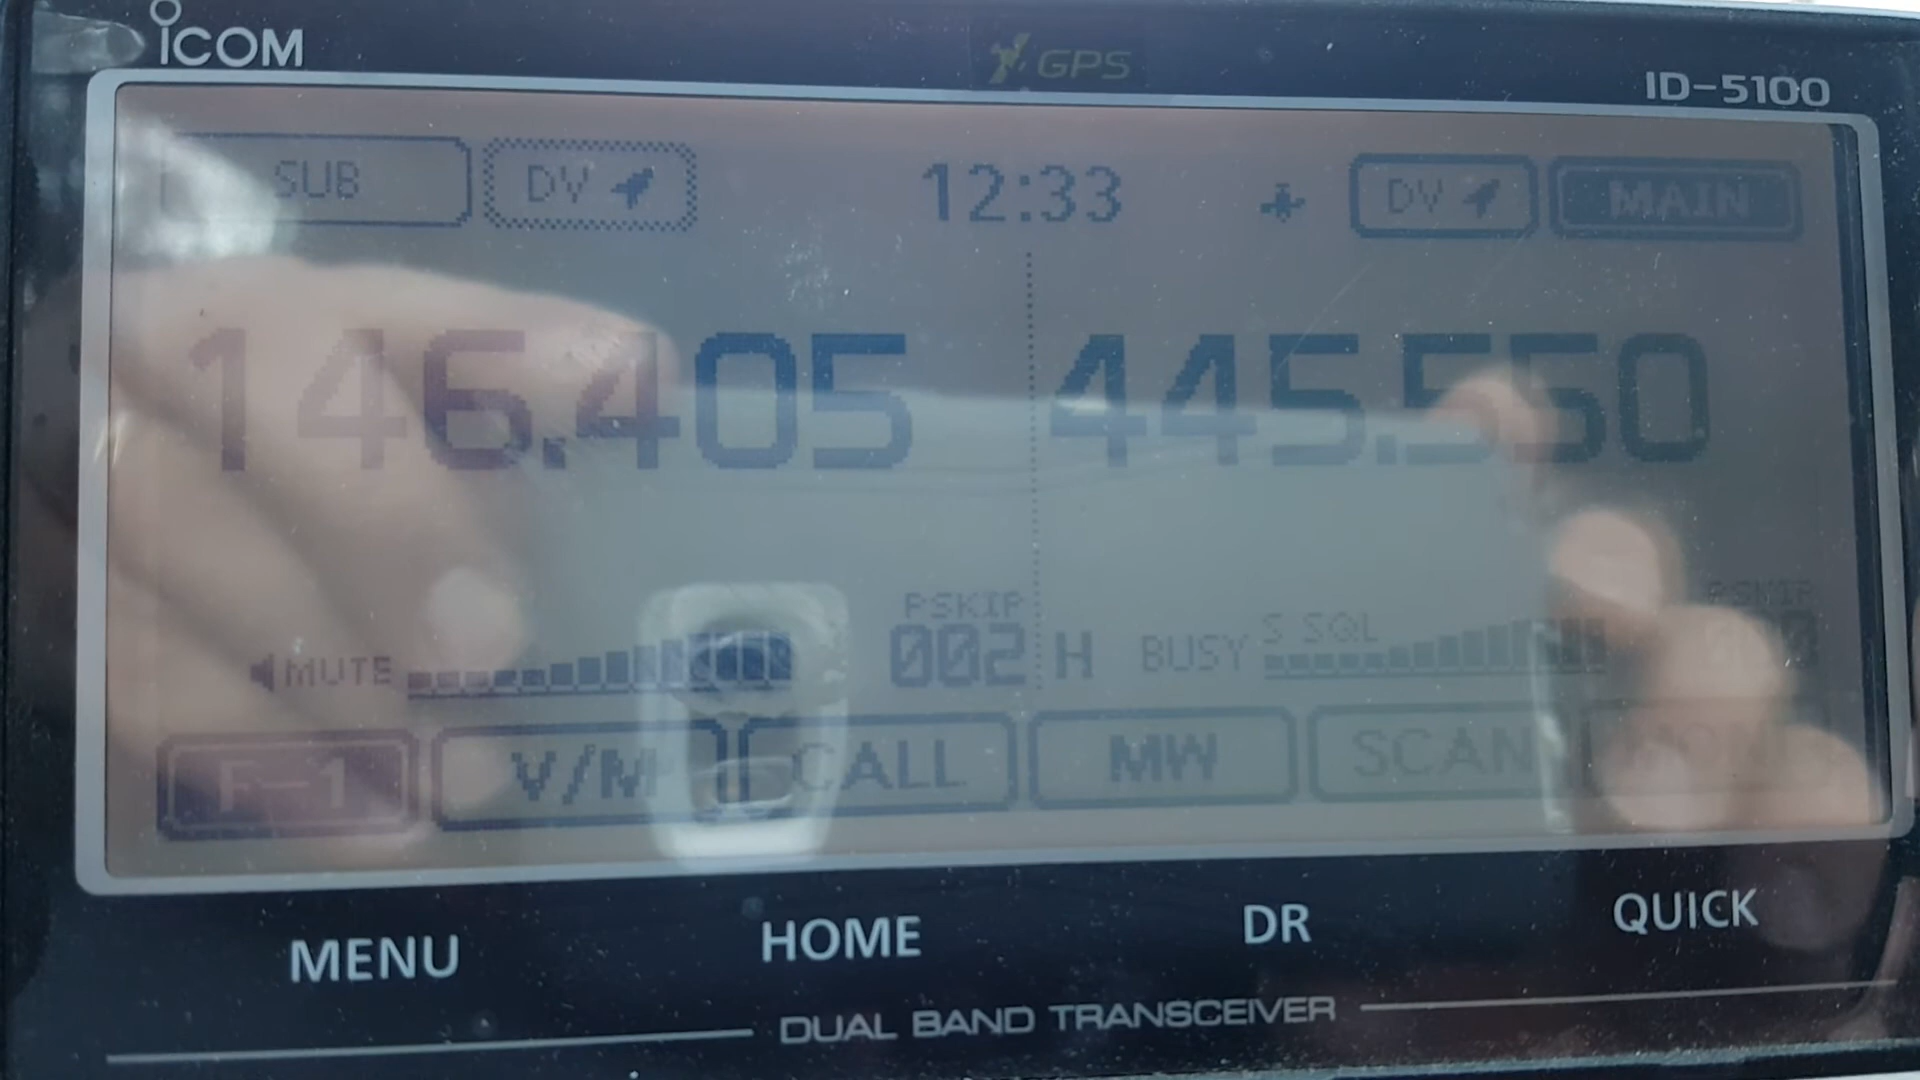 iCOM
GPS
ID-5100
SUB DV 12:33 DV MAIN
146.405 445.550
PSKIP
MUTE 002 H BUSY S SQL
F-1 V/M CALL MW SCAN
MENU HOME DR QUICK
DUAL BAND TRANSCEIVER